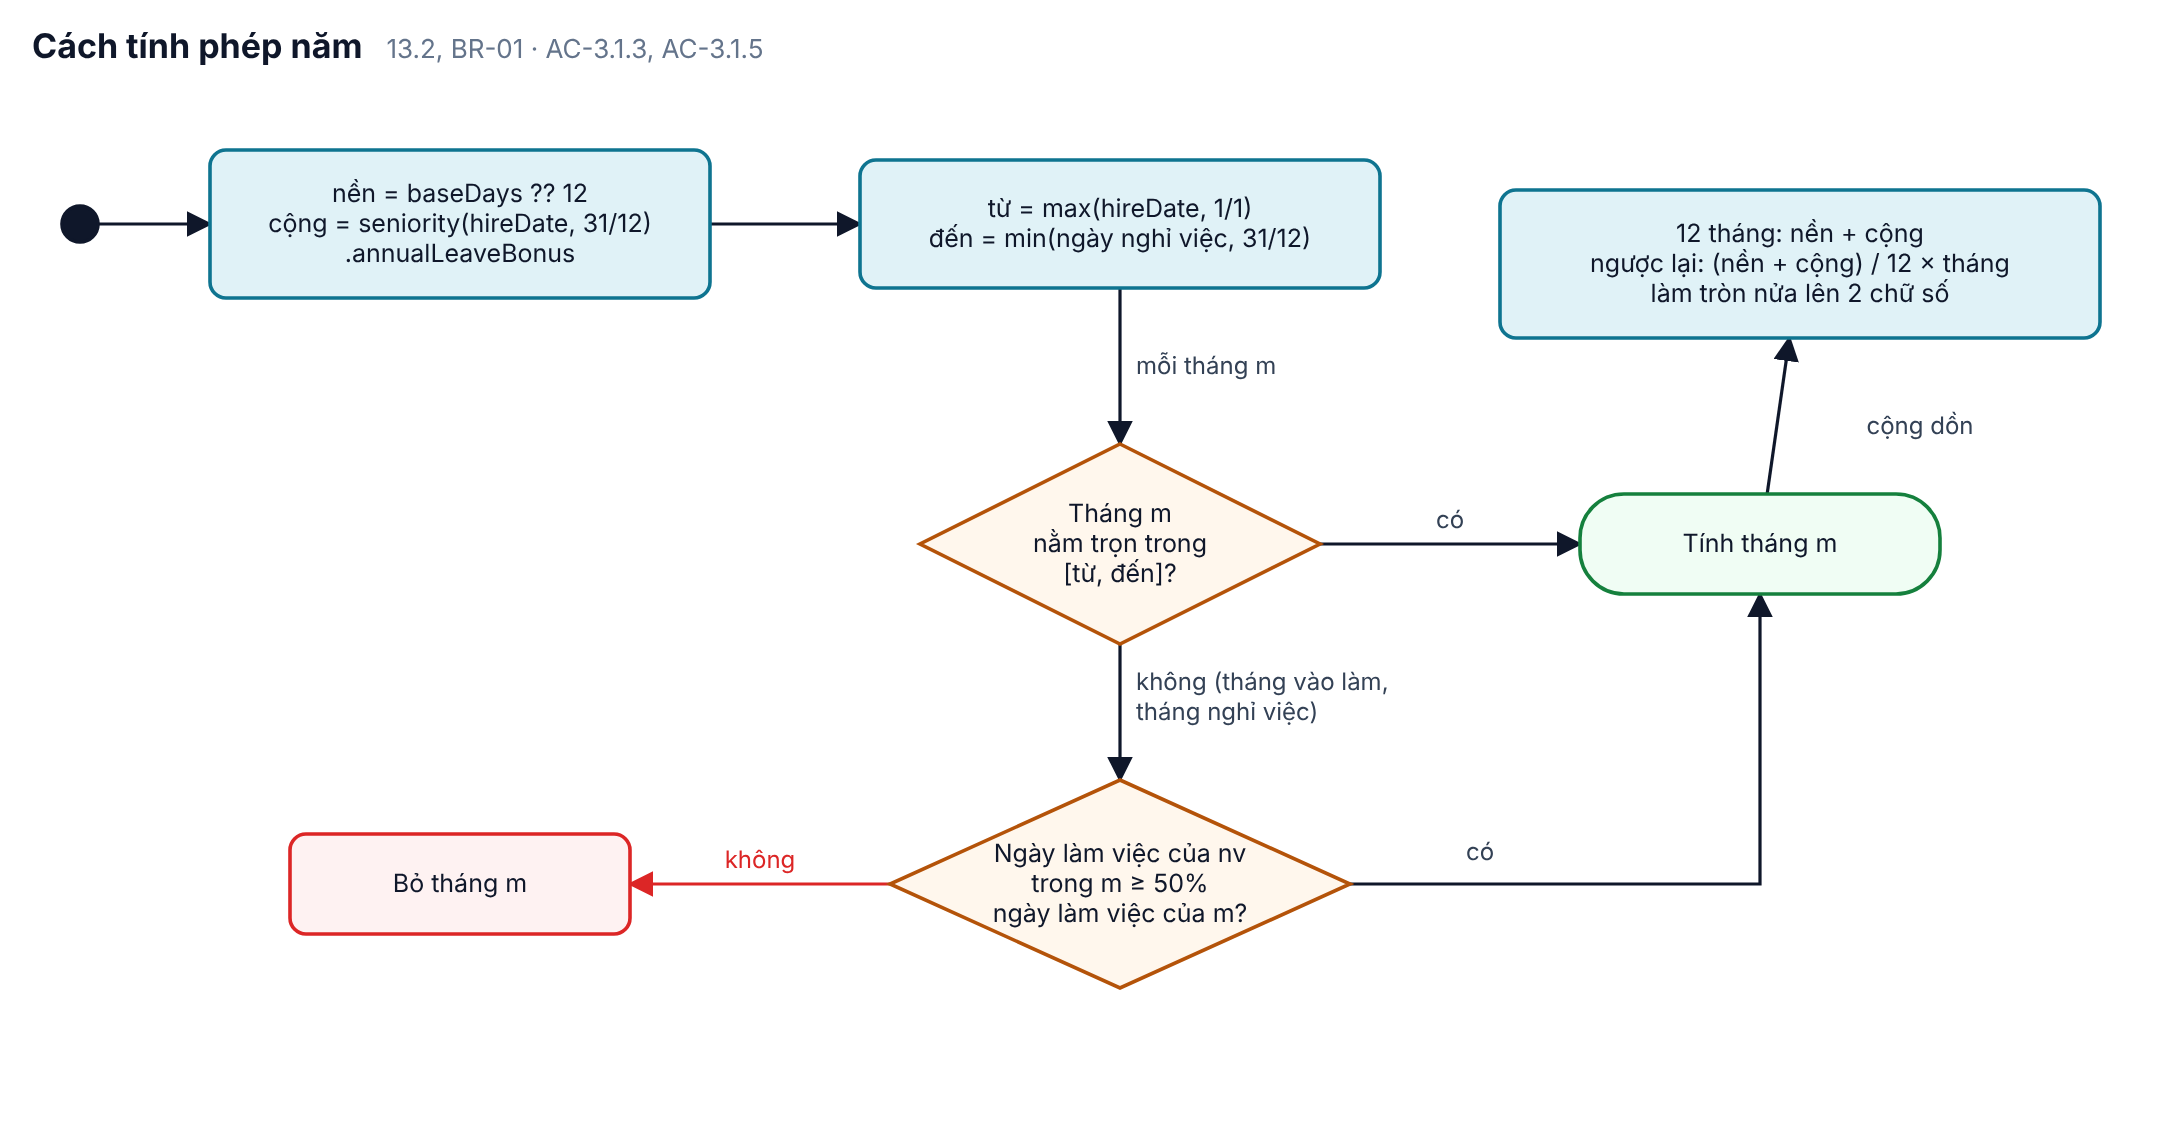 Cách tính phép năm 13.2, BR-01 · AC-3.1.3, AC-3.1.5
nền = baseDays ?? 12
cộng = seniority(hireDate, 31/12)
.annualLeaveBonus
từ = max(hireDate, 1/1)
đến = min(ngày nghỉ việc, 31/12)
12 tháng: nền + cộng
ngược lại: (nền + cộng) / 12 × tháng
làm tròn nửa lên 2 chữ số
mỗi tháng m
cộng dồn
Tháng m
nằm trọn trong
[từ, đến]?
có
Tính tháng m
không (tháng vào làm,
tháng nghỉ việc)
Ngày làm việc của nv
trong m ≥ 50%
ngày làm việc của m?
có
không
Bỏ tháng m